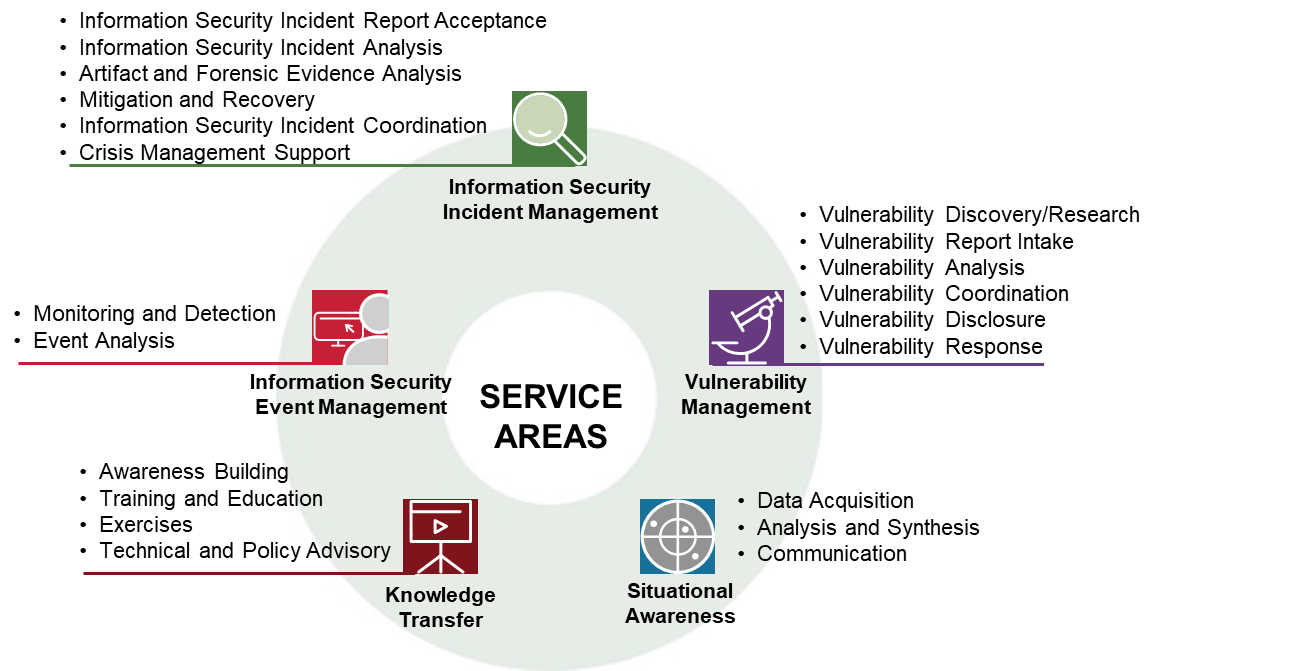 • Information Security Incident Report Acceptance
• Information Security Incident Analysis
• Artifact and Forensic Evidence Analysis
• Mitigation and Recovery
• Information Security Incident Coordination
• Crisis Management Support
Information Security
Incident Management
• Vulnerability Discovery/Research
• Vulnerability Report Intake
• Vulnerability Analysis
• Vulnerability Coordination
• Vulnerability Disclosure
• Vulnerability Response
Vulnerability
Management
• Monitoring and Detection
• Event Analysis
Information Security
Event Management
SERVICE
AREAS
• Awareness Building
• Training and Education
• Exercises
• Technical and Policy Advisory
Knowledge
Transfer
• Data Acquisition
• Analysis and Synthesis
• Communication
Situational
Awareness